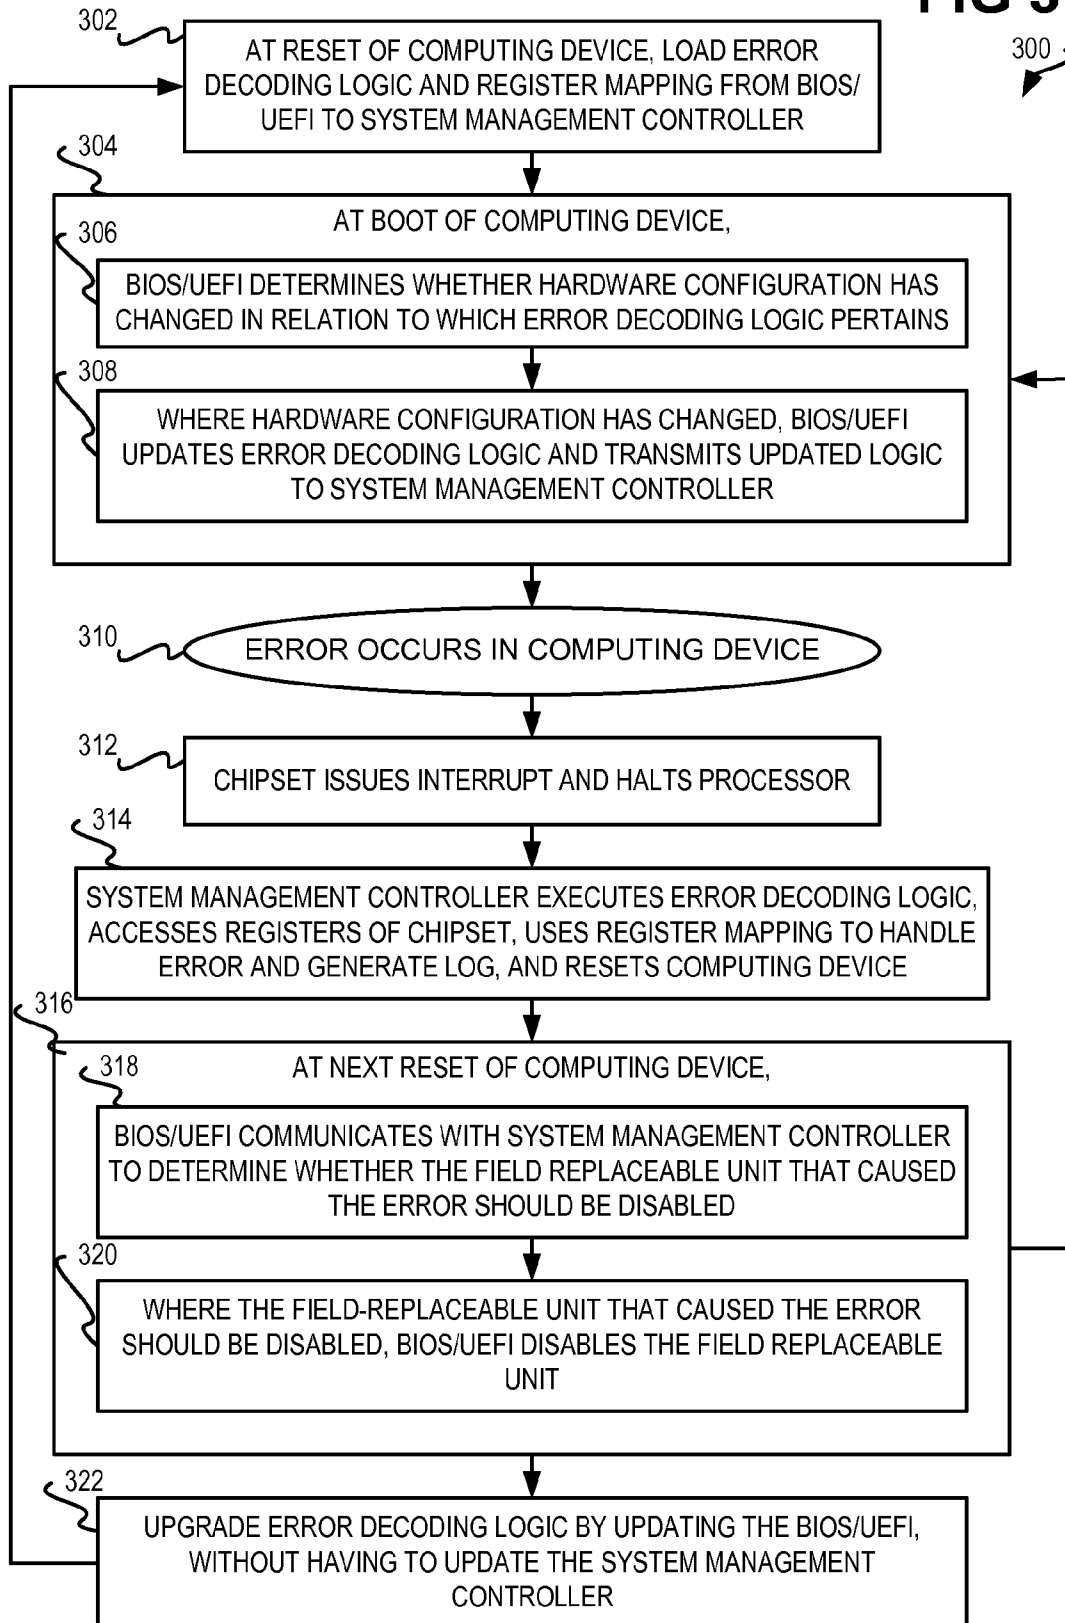 FIG 3
300
302
AT RESET OF COMPUTING DEVICE, LOAD ERROR
DECODING LOGIC AND REGISTER MAPPING FROM BIOS/
UEFI TO SYSTEM MANAGEMENT CONTROLLER
304
AT BOOT OF COMPUTING DEVICE,
306
BIOS/UEFI DETERMINES WHETHER HARDWARE CONFIGURATION HAS
CHANGED IN RELATION TO WHICH ERROR DECODING LOGIC PERTAINS
308
WHERE HARDWARE CONFIGURATION HAS CHANGED, BIOS/UEFI
UPDATES ERROR DECODING LOGIC AND TRANSMITS UPDATED LOGIC
TO SYSTEM MANAGEMENT CONTROLLER
310
ERROR OCCURS IN COMPUTING DEVICE
312
CHIPSET ISSUES INTERRUPT AND HALTS PROCESSOR
314
SYSTEM MANAGEMENT CONTROLLER EXECUTES ERROR DECODING LOGIC,
ACCESSES REGISTERS OF CHIPSET, USES REGISTER MAPPING TO HANDLE
ERROR AND GENERATE LOG, AND RESETS COMPUTING DEVICE
316
AT NEXT RESET OF COMPUTING DEVICE,
318
BIOS/UEFI COMMUNICATES WITH SYSTEM MANAGEMENT CONTROLLER
TO DETERMINE WHETHER THE FIELD REPLACEABLE UNIT THAT CAUSED
THE ERROR SHOULD BE DISABLED
320
WHERE THE FIELD-REPLACEABLE UNIT THAT CAUSED THE ERROR
SHOULD BE DISABLED, BIOS/UEFI DISABLES THE FIELD REPLACEABLE
UNIT
322
UPGRADE ERROR DECODING LOGIC BY UPDATING THE BIOS/UEFI,
WITHOUT HAVING TO UPDATE THE SYSTEM MANAGEMENT
CONTROLLER